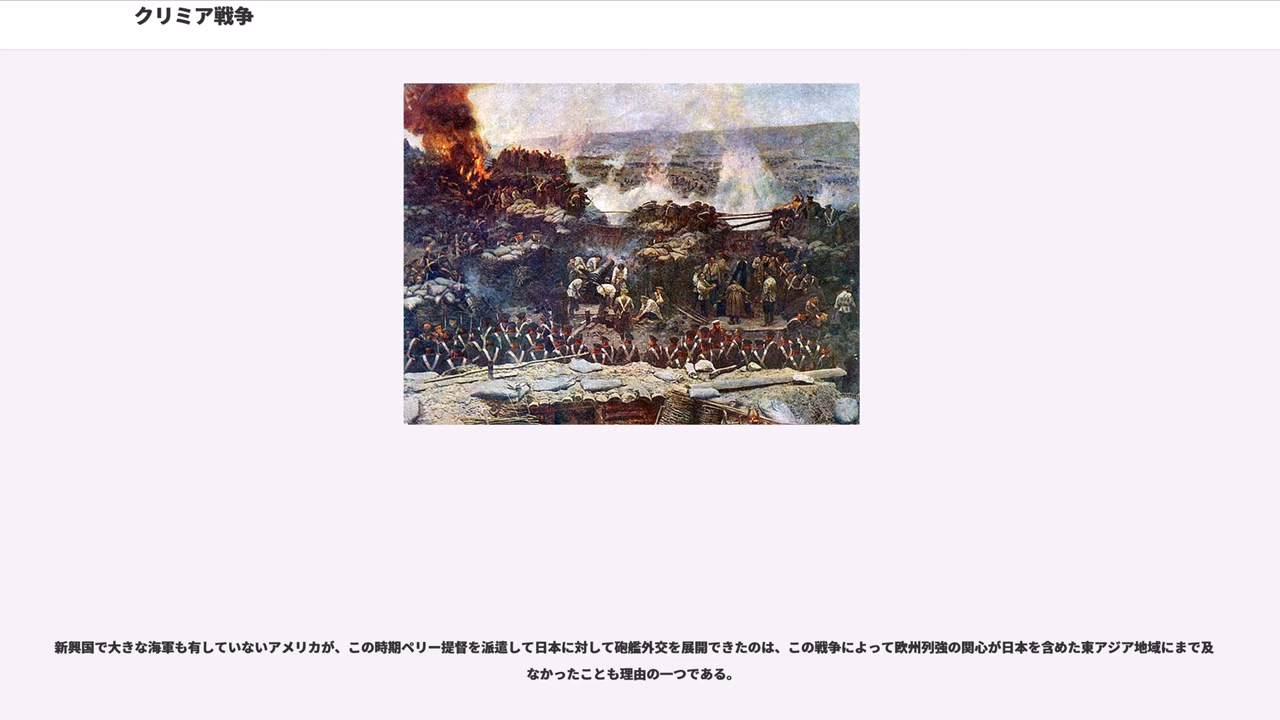 クリミア戦争
新興国で大きな海軍も有していないアメリカが、この時期ペリー提督を派遣して日本に対して砲艦外交を展開できたのは、この戦争によって欧州列強の関心が日本を含めた東アジア地域にまで及
なかったことも理由の一つである。